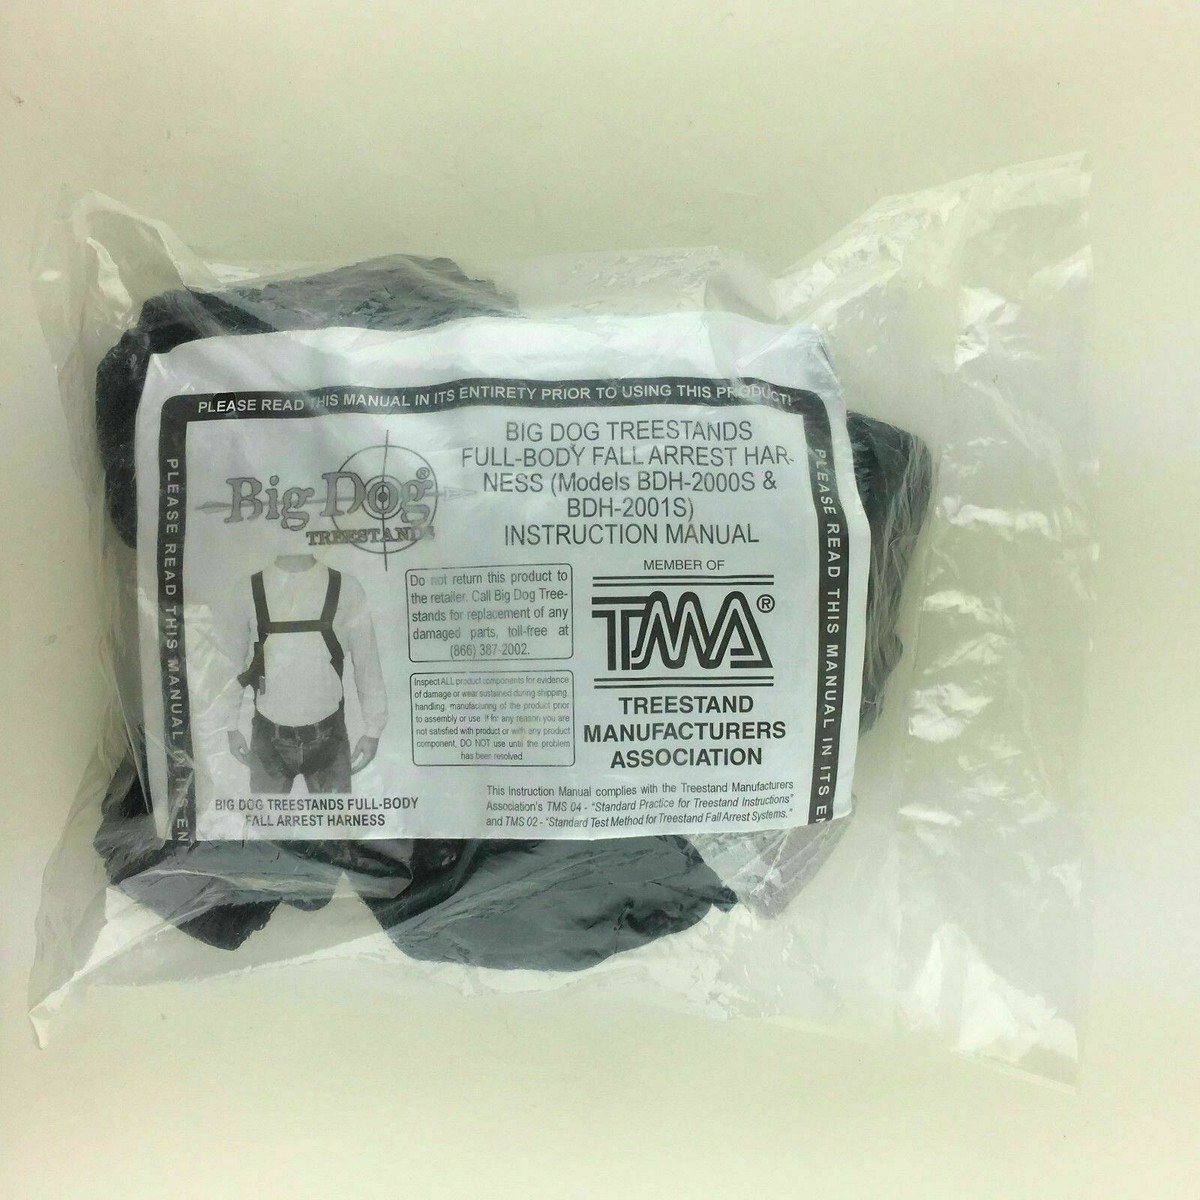 PLEASE READ THIS MANUAL IN ITS ENTIRETY PRIOR TO USING THIS PRODUCT!
PLEASE READ THIS MANUAL IN ITS EN
Big Dog®
TREESTANDS
BIG DOG TREESTANDS
FULL-BODY FALL ARREST HAR-
NESS (Models BDH-2000S &
BDH-2001S)
INSTRUCTION MANUAL
Do not return this product to
the retailer. Call Big Dog Tree-
stands for replacement of any
damaged parts, toll-free at
(866) 387-2002.
Inspect ALL product components for evidence
of damage or wear sustained during shipping,
handling, manufacturing of the product prior
to assembly or use. If for any reason you are
not satisfied with product or with any product
component, DO NOT use until the problem
has been resolved.
MEMBER OF
TMA®
TREESTAND
MANUFACTURERS
ASSOCIATION
BIG DOG TREESTANDS FULL-BODY
FALL ARREST HARNESS
This Instruction Manual complies with the Treestand Manufacturers
Association's TMS 04 - "Standard Practice for Treestand Instructions"
and TMS 02 - "Standard Test Method for Treestand Fall Arrest Systems."
PLEASE READ THIS MANUAL IN ITS EN